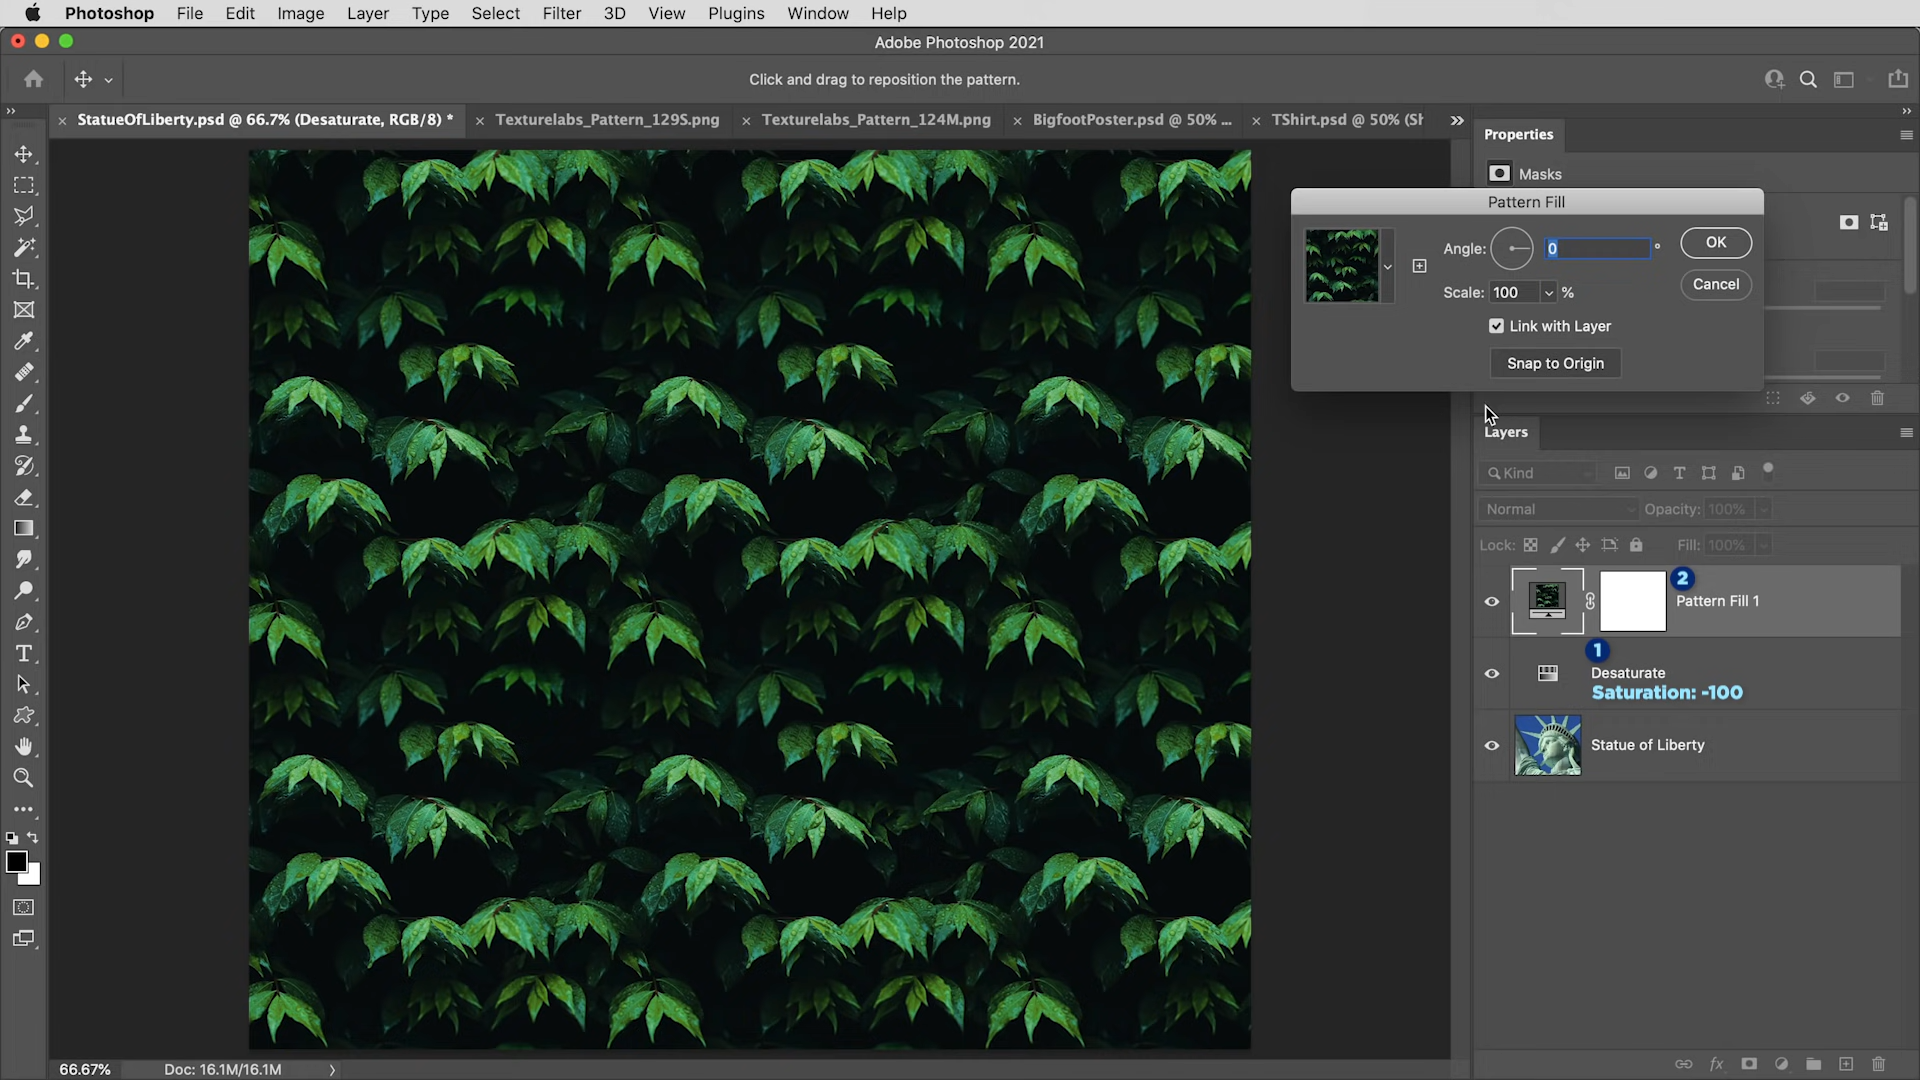 Photoshop File Edit Image Layer Type Select Filter 3D View Plugins Window Help
Adobe Photoshop 2021
Click and drag to reposition the pattern.
StatueOfLiberty.psd @ 66.7% (Desaturate, RGB/8) * Texturelabs_Pattern_129S.png Texturelabs_Pattern_124M.png BigfootPoster.psd @ 50% ... TShirt.psd @ 50% (Sh
Properties
Masks
Pattern Fill
Angle: 0 °
OK
Scale: 100 %
Cancel
Link with Layer
Snap to Origin
Layers
Kind
Normal Opacity: 100%
Lock: Fill: 100%
2
Pattern Fill 1
1
Desaturate
Saturation: -100
Statue of Liberty
66.67% Doc: 16.1M/16.1M